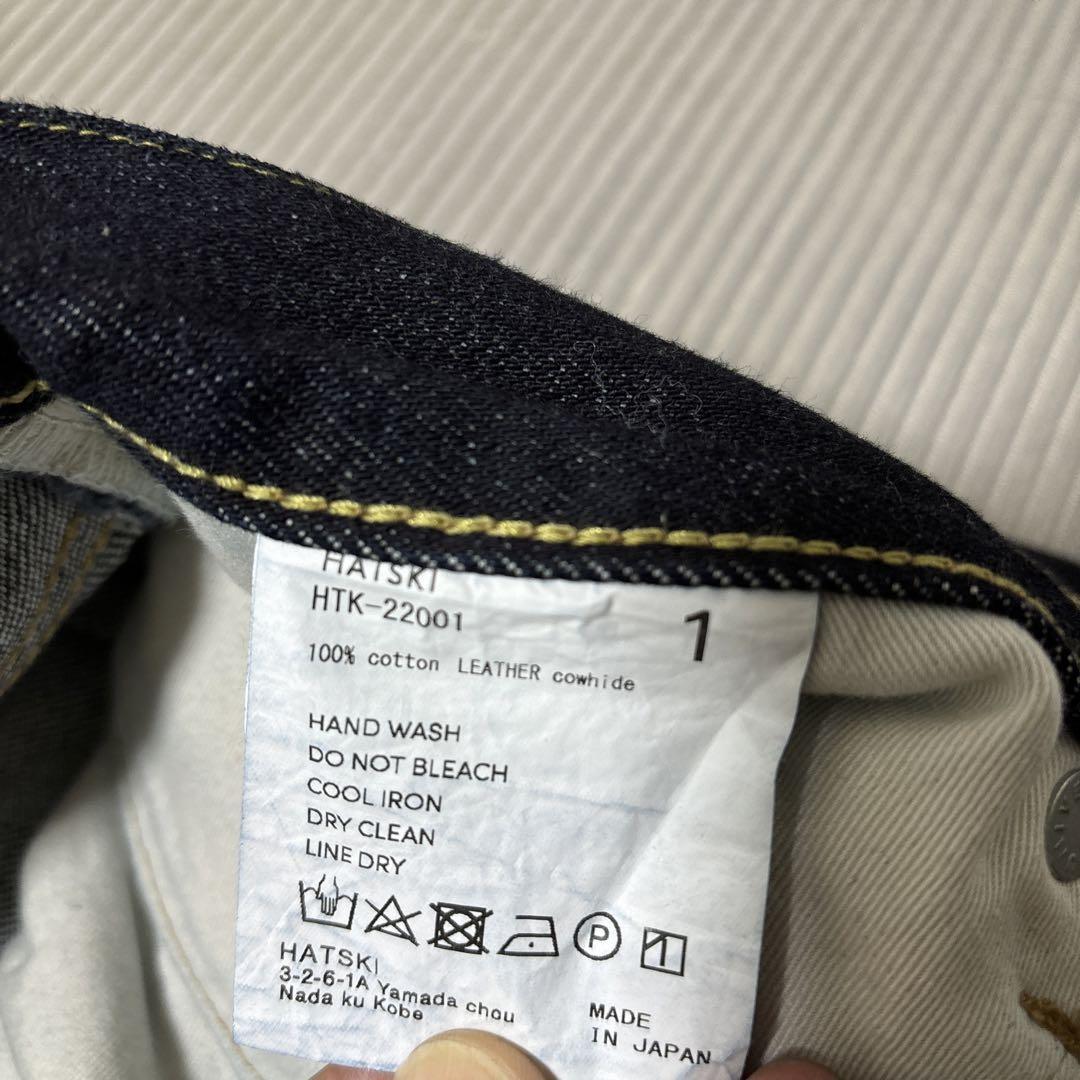 HATSKI
HTK-22001
1
100% cotton LEATHER cowhide
HAND WASH
DO NOT BLEACH
COOL IRON
DRY CLEAN
LINE DRY
P
HATSKI
3-2-6-1A Yamada chou
Nada ku Kobe
MADE
IN JAPAN